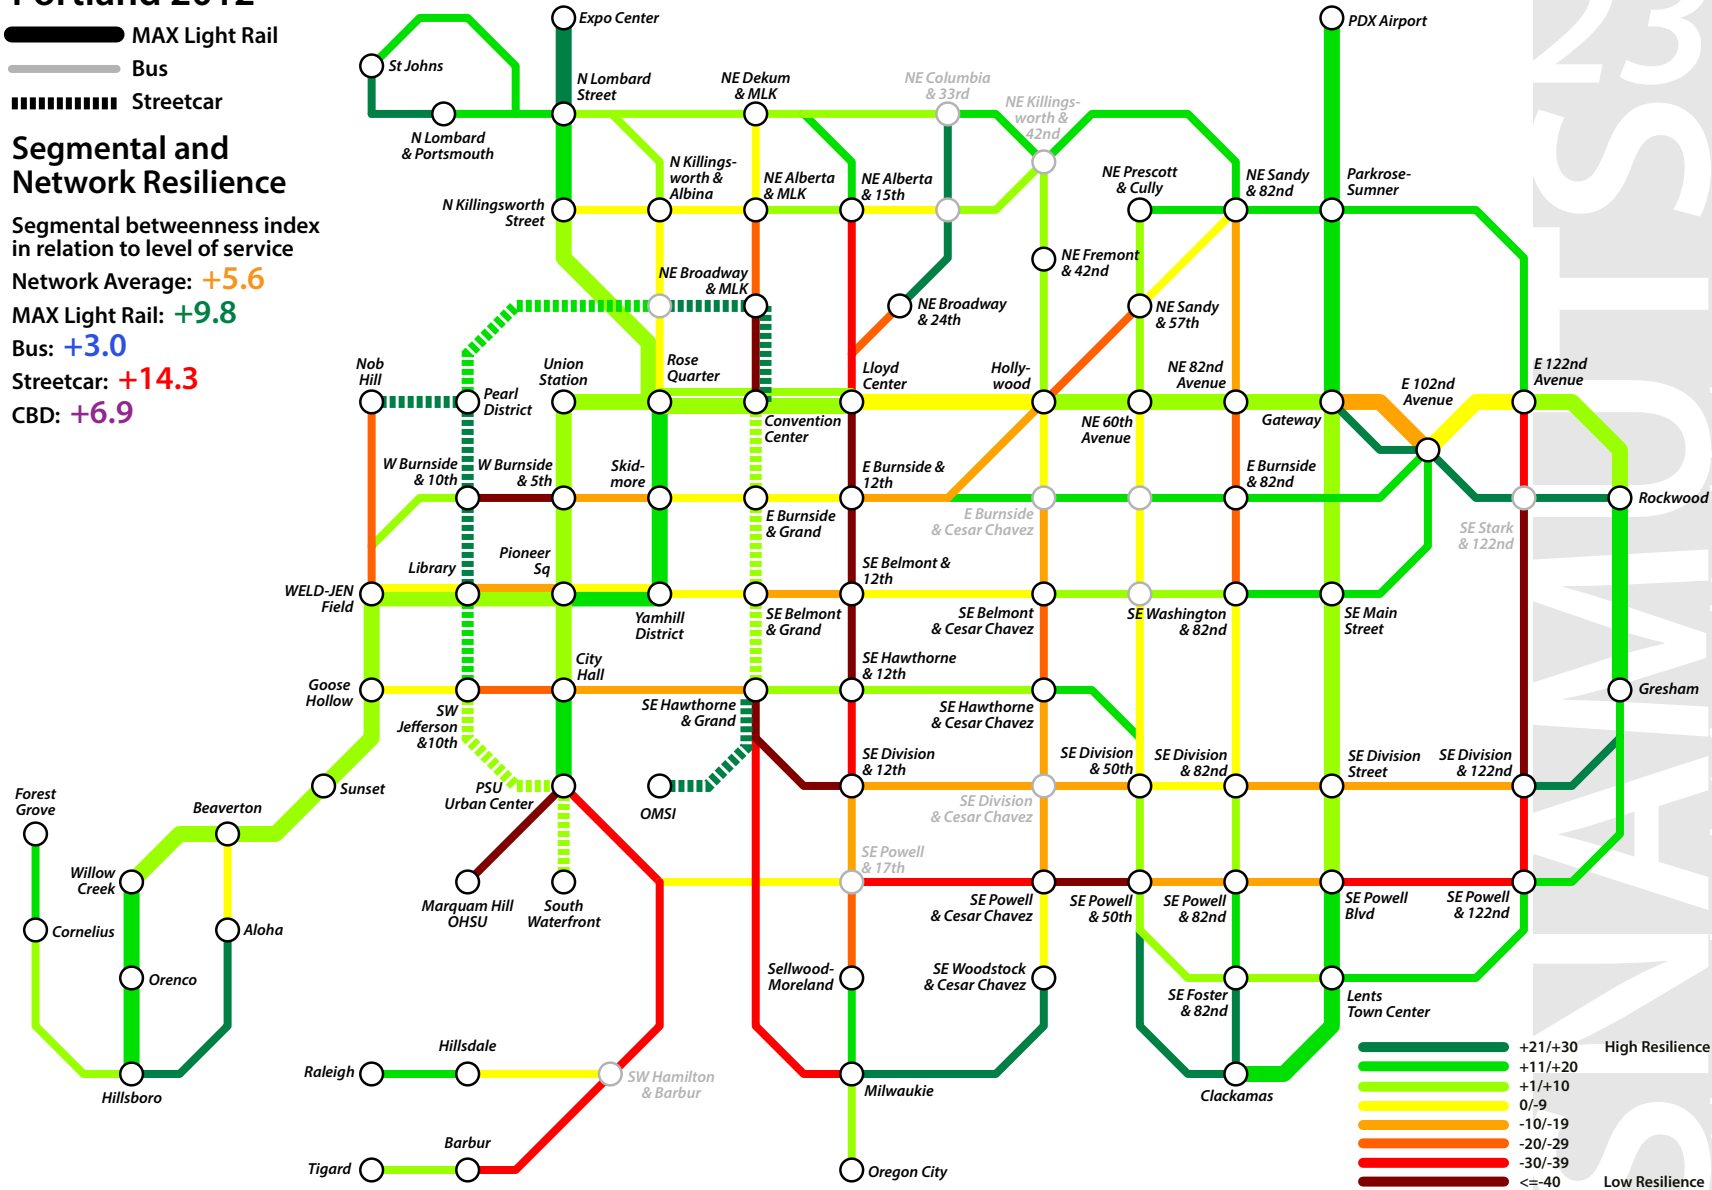 Portland 2012
MAX Light Rail
Bus
Streetcar
Segmental and
Network Resilience
Segmental betweenness index
in relation to level of service
Network Average: +5.6
MAX Light Rail: +9.8
Bus: +3.0
Streetcar: +14.3
CBD: +6.9
Expo Center
PDX Airport
St Johns
N Lombard
Street
NE Dekum
& MLK
NE Columbia
& 33rd
NE Killings-
worth &
42nd
N Lombard
& Portsmouth
N Killings-
worth &
Albina
NE Alberta
& MLK
NE Alberta
& 15th
NE Prescott
& Cully
NE Sandy
& 82nd
Parkrose-
Sumner
N Killingsworth
Street
NE Broadway
& MLK
NE Fremont
& 42nd
NE Broadway
& 24th
NE Sandy
& 57th
Nob
Hill
Pearl
District
Union
Station
Rose
Quarter
Convention
Center
Lloyd
Center
Holly-
wood
NE 60th
Avenue
NE 82nd
Avenue
Gateway
E 102nd
Avenue
E 122nd
Avenue
W Burnside
& 10th
W Burnside
& 5th
Skid-
more
E Burnside
& Grand
E Burnside &
12th
E Burnside
& Cesar Chavez
E Burnside
& 82nd
SE Stark
& 122nd
Rockwood
WELD-JEN
Field
Library
Pioneer
Sq
Yamhill
District
SE Belmont
& Grand
SE Belmont &
12th
SE Belmont
& Cesar Chavez
SE Washington
& 82nd
SE Main
Street
Goose
Hollow
SW
Jefferson
&10th
City
Hall
SE Hawthorne
& Grand
SE Hawthorne
& 12th
SE Hawthorne
& Cesar Chavez
Gresham
Forest
Grove
Beaverton
Sunset
PSU
Urban Center
OMSI
SE Division
& 12th
SE Division
& Cesar Chavez
SE Division
& 50th
SE Division
& 82nd
SE Division
Street
SE Division
& 122nd
Willow
Creek
Marquam Hill
OHSU
South
Waterfront
SE Powell
& 17th
SE Powell
& Cesar Chavez
SE Powell
& 50th
SE Powell
& 82nd
SE Powell
Blvd
SE Powell
& 122nd
Cornelius
Aloha
Orenco
Sellwood-
Moreland
SE Woodstock
& Cesar Chavez
SE Foster
& 82nd
Lents
Town Center
Hillsboro
Raleigh
Hillsdale
SW Hamilton
& Barbur
Milwaukie
Clackamas
Tigard
Barbur
Oregon City
+21/+30 High Resilience
+11/+20
+1/+10
0/-9
-10/-19
-20/-29
-30/-39
<=-40 Low Resilience
SNAMUTS
23